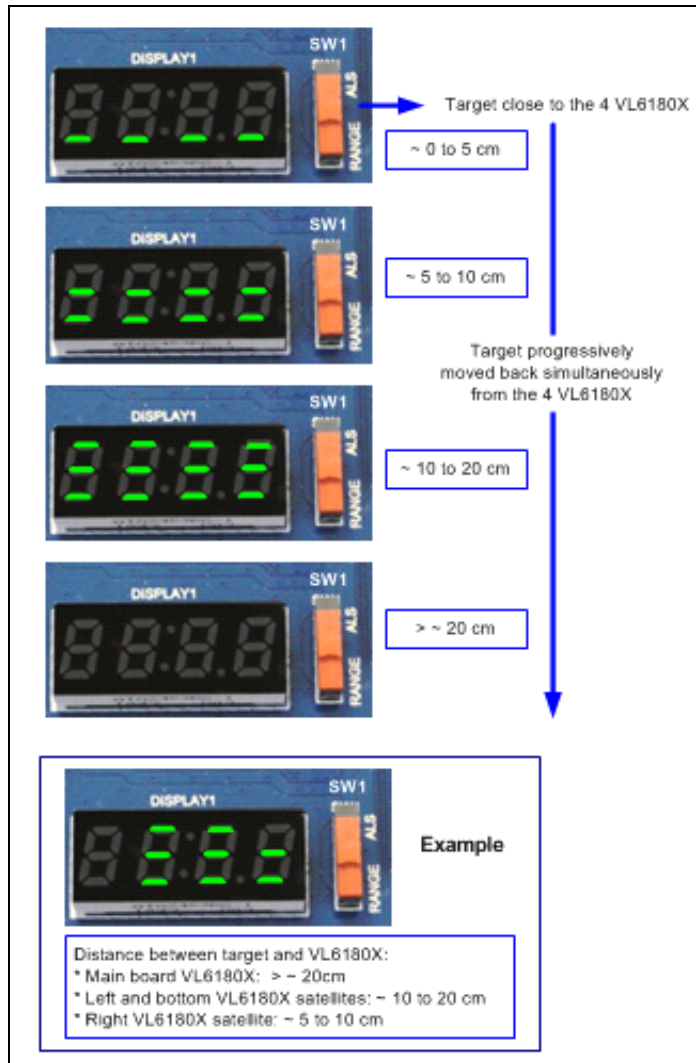 SW1
DISPLAY1
ALS
RANGE
Target close to the 4 VL6180X
~ 0 to 5 cm
SW1
DISPLAY1
ALS
RANGE
~ 5 to 10 cm
Target progressively
moved back simultaneously
from the 4 VL6180X
SW1
DISPLAY1
ALS
RANGE
~ 10 to 20 cm
SW1
DISPLAY1
ALS
RANGE
> ~ 20 cm
SW1
DISPLAY1
ALS
RANGE
Example
Distance between target and VL6180X:
* Main board VL6180X: > ~ 20cm
* Left and bottom VL6180X satellites: ~ 10 to 20 cm
* Right VL6180X satellite: ~ 5 to 10 cm